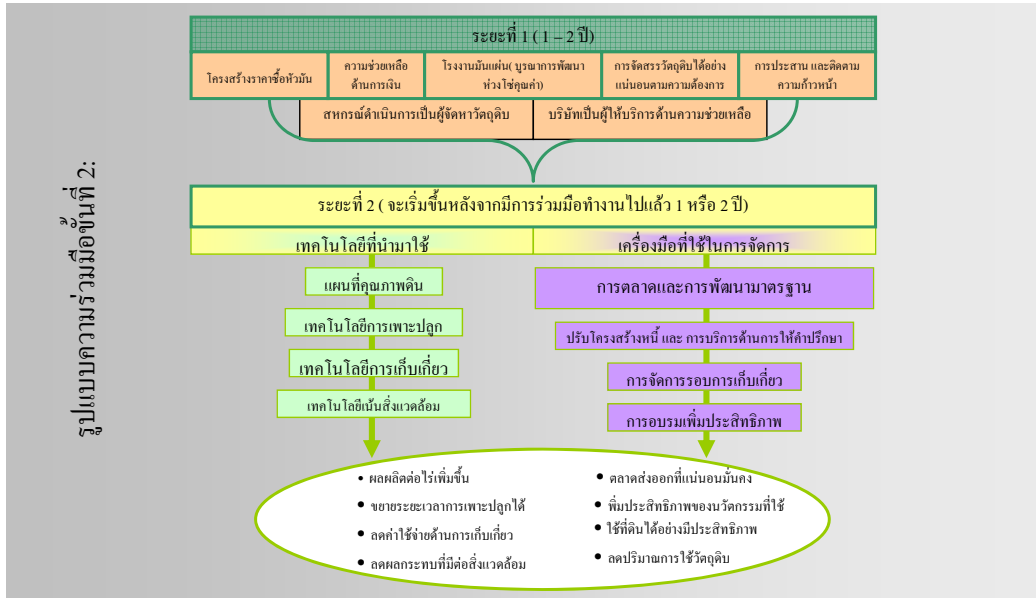 รูปแบบความร่วมมือขั้นที่ 2:
ระยะที่ 1 ( 1 – 2 ปี)
โครงสร้างราคาซื้อหัวมัน
ความช่วยเหลือ
ด้านการเงิน
โรงงานมันแผ่น( บูรณาการพัฒนา
ห่วงโซ่คุณค่า)
การจัดสรรวัตถุดิบได้อย่าง
แน่นอนตามความต้องการ
การประสาน และติดตาม
ความก้าวหน้า
สหกรณ์ดำเนินการเป็นผู้จัดหาวัตถุดิบ
บริษัทเป็นผู้ให้บริการด้านความช่วยเหลือ
ระยะที่ 2 ( จะเริ่มขึ้นหลังจากมีการร่วมมือทำงานไปแล้ว 1 หรือ 2 ปี)
เทคโนโลยีที่นำมาใช้
เครื่องมือที่ใช้ในการจัดการ
แผนที่คุณภาพดิน
เทคโนโลยีการเพาะปลูก
เทคโนโลยีการเก็บเกี่ยว
เทคโนโลยีเน้นสิ่งแวดล้อม
การตลาดและการพัฒนามาตรฐาน
ปรับโครงสร้างหนี้ และ การบริการด้านการให้คำปรึกษา
การจัดการรอบการเก็บเกี่ยว
การอบรมเพิ่มประสิทธิภาพ
• ผลผลิตต่อไร่เพิ่มขึ้น
• ขยายระยะเวลาการเพาะปลูกได้
• ลดค่าใช้จ่ายด้านการเก็บเกี่ยว
• ลดผลกระทบที่มีต่อสิ่งแวดล้อม
• ตลาดส่งออกที่แน่นอนมั่นคง
• พิ่มประสิทธิภาพของนวัตกรรมที่ใช้
• ใช้ที่ดินได้อย่างมีประสิทธิภาพ
• ลดปริมาณการใช้วัตถุดิบ